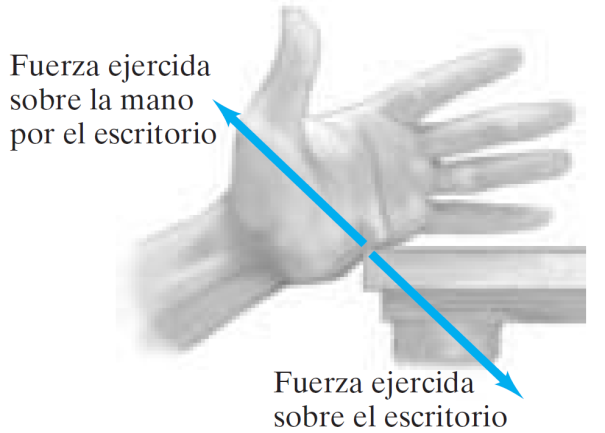 Fuerza ejercida
sobre la mano
por el escritorio
Fuerza ejercida
sobre el escritorio